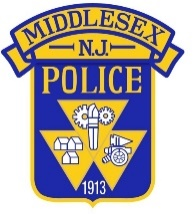 MIDDLESEX
N.J.
POLICE
1913